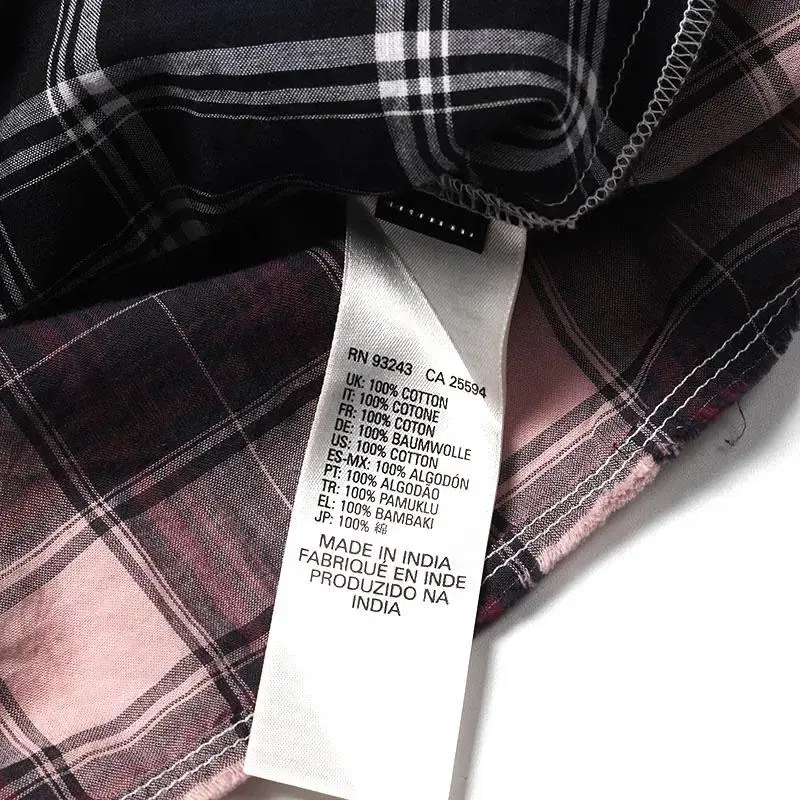 RN 93243 CA 25594
UK: 100% COTTON
IT: 100% COTONE
FR: 100% COTON
DE: 100% BAUMWOLLE
US: 100% COTTON
ES-MX: 100% ALGODÓN
PT: 100% ALGODÃO
TR: 100% PAMUKLU
EL: 100% BAMBAKI
JP: 100% 綿
MADE IN INDIA
FABRIQUÉ EN INDE
PRODUZIDO NA
INDIA